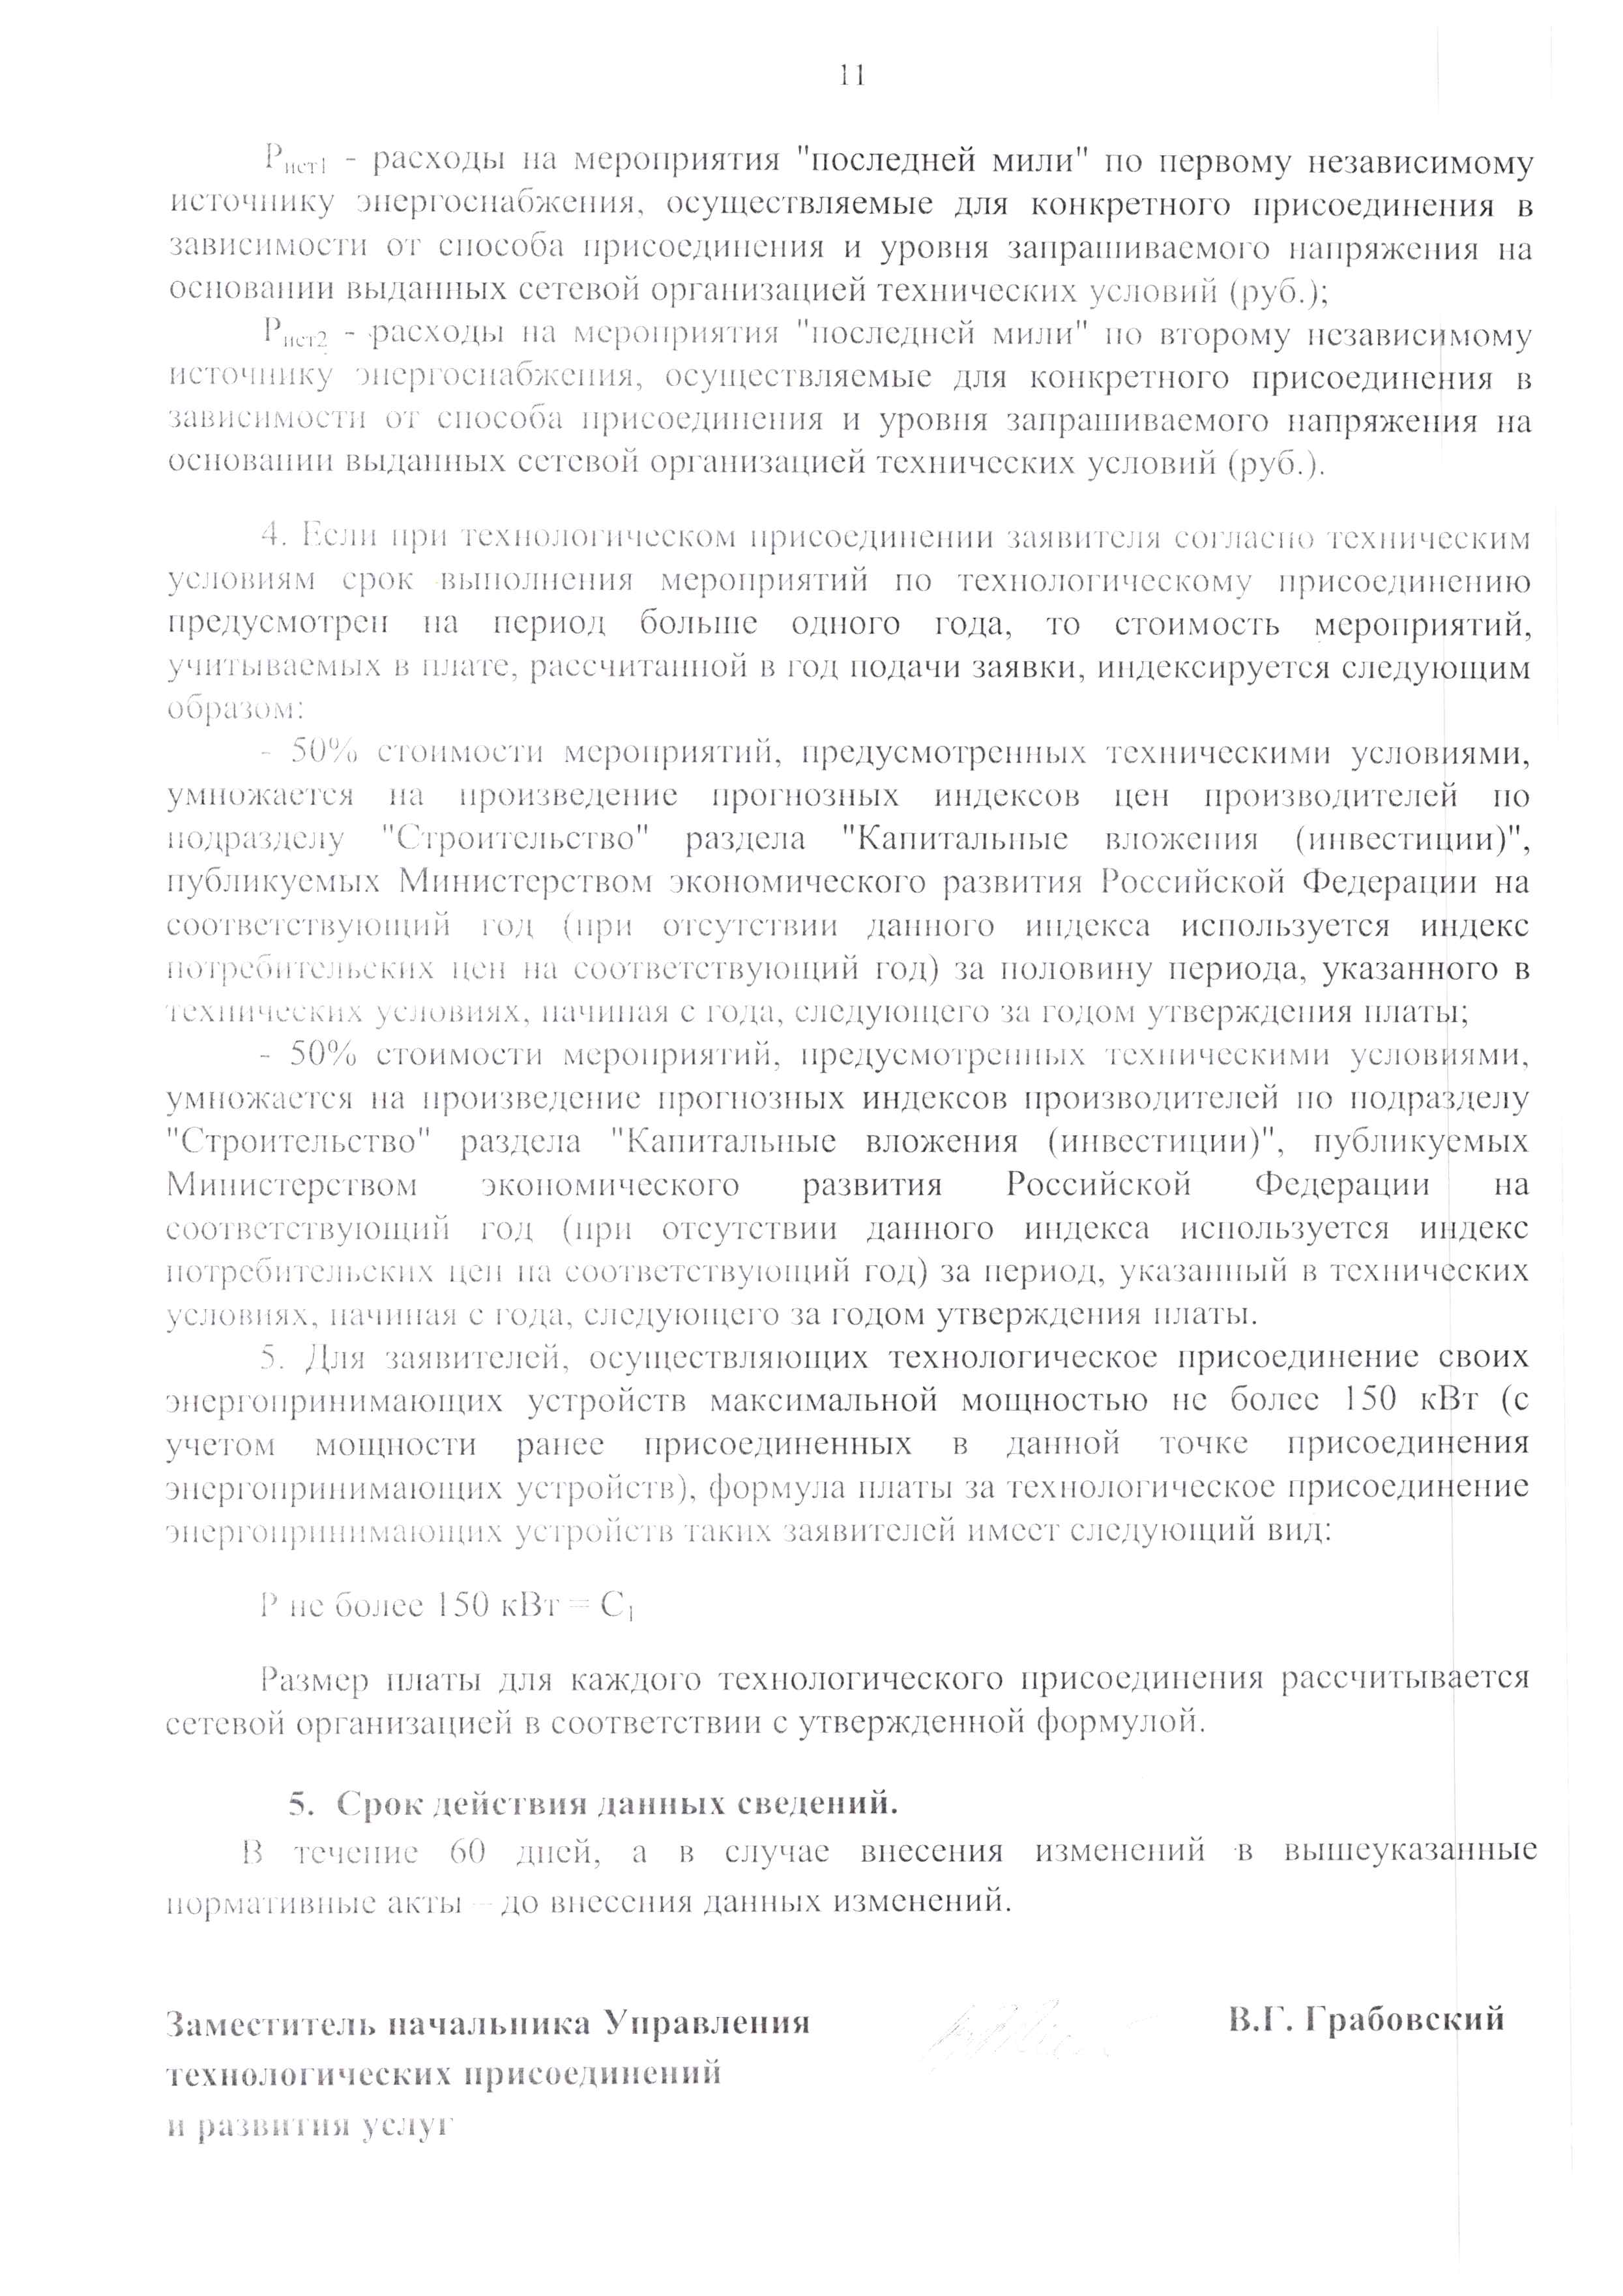 11
Рист1 - расходы на мероприятия "последней мили" по первому независимому
источнику энергоснабжения, осуществляемые для конкретного присоединения в
зависимости от способа присоединения и уровня запрашиваемого напряжения на
основании выданных сетевой организацией технических условий (руб.);
Рист2 - расходы на мероприятия "последней мили" по второму независимому
источнику энергоснабжения, осуществляемые для конкретного присоединения в
зависимости от способа присоединения и уровня запрашиваемого напряжения на
основании выданных сетевой организацией технических условий (руб.).
4. Если при технологическом присоединении заявителя согласно техническим
условиям срок выполнения мероприятий по технологическому присоединению
предусмотрен на период больше одного года, то стоимость мероприятий,
учитываемых в плате, рассчитанной в год подачи заявки, индексируется следующим
образом:
- 50% стоимости мероприятий, предусмотренных техническими условиями,
умножается на произведение прогнозных индексов цен производителей по
подразделу "Строительство" раздела "Капитальные вложения (инвестиции)",
публикуемых Министерством экономического развития Российской Федерации на
соответствующий год (при отсутствии данного индекса используется индекс
потребительских цен на соответствующий год) за половину периода, указанного в
технических условиях, начиная с года, следующего за годом утверждения платы;
- 50% стоимости мероприятий, предусмотренных техническими условиями,
умножается на произведение прогнозных индексов производителей по подразделу
"Строительство" раздела "Капитальные вложения (инвестиции)", публикуемых
Министерством экономического развития Российской Федерации на
соответствующий год (при отсутствии данного индекса используется индекс
потребительских цен на соответствующий год) за период, указанный в технических
условиях, начиная с года, следующего за годом утверждения платы.
5. Для заявителей, осуществляющих технологическое присоединение своих
энергопринимающих устройств максимальной мощностью не более 150 кВт (с
учетом мощности ранее присоединенных в данной точке присоединения
энергопринимающих устройств), формула платы за технологическое присоединение
энергопринимающих устройств таких заявителей имеет следующий вид:
Р не более 150 кВт = С1
Размер платы для каждого технологического присоединения рассчитывается
сетевой организацией в соответствии с утвержденной формулой.
5. Срок действия данных сведений.
В течение 60 дней, а в случае внесения изменений в вышеуказанные
нормативные акты – до внесения данных изменений.
Заместитель начальника Управления В.Г. Грабовский
технологических присоединений
и развития услуг